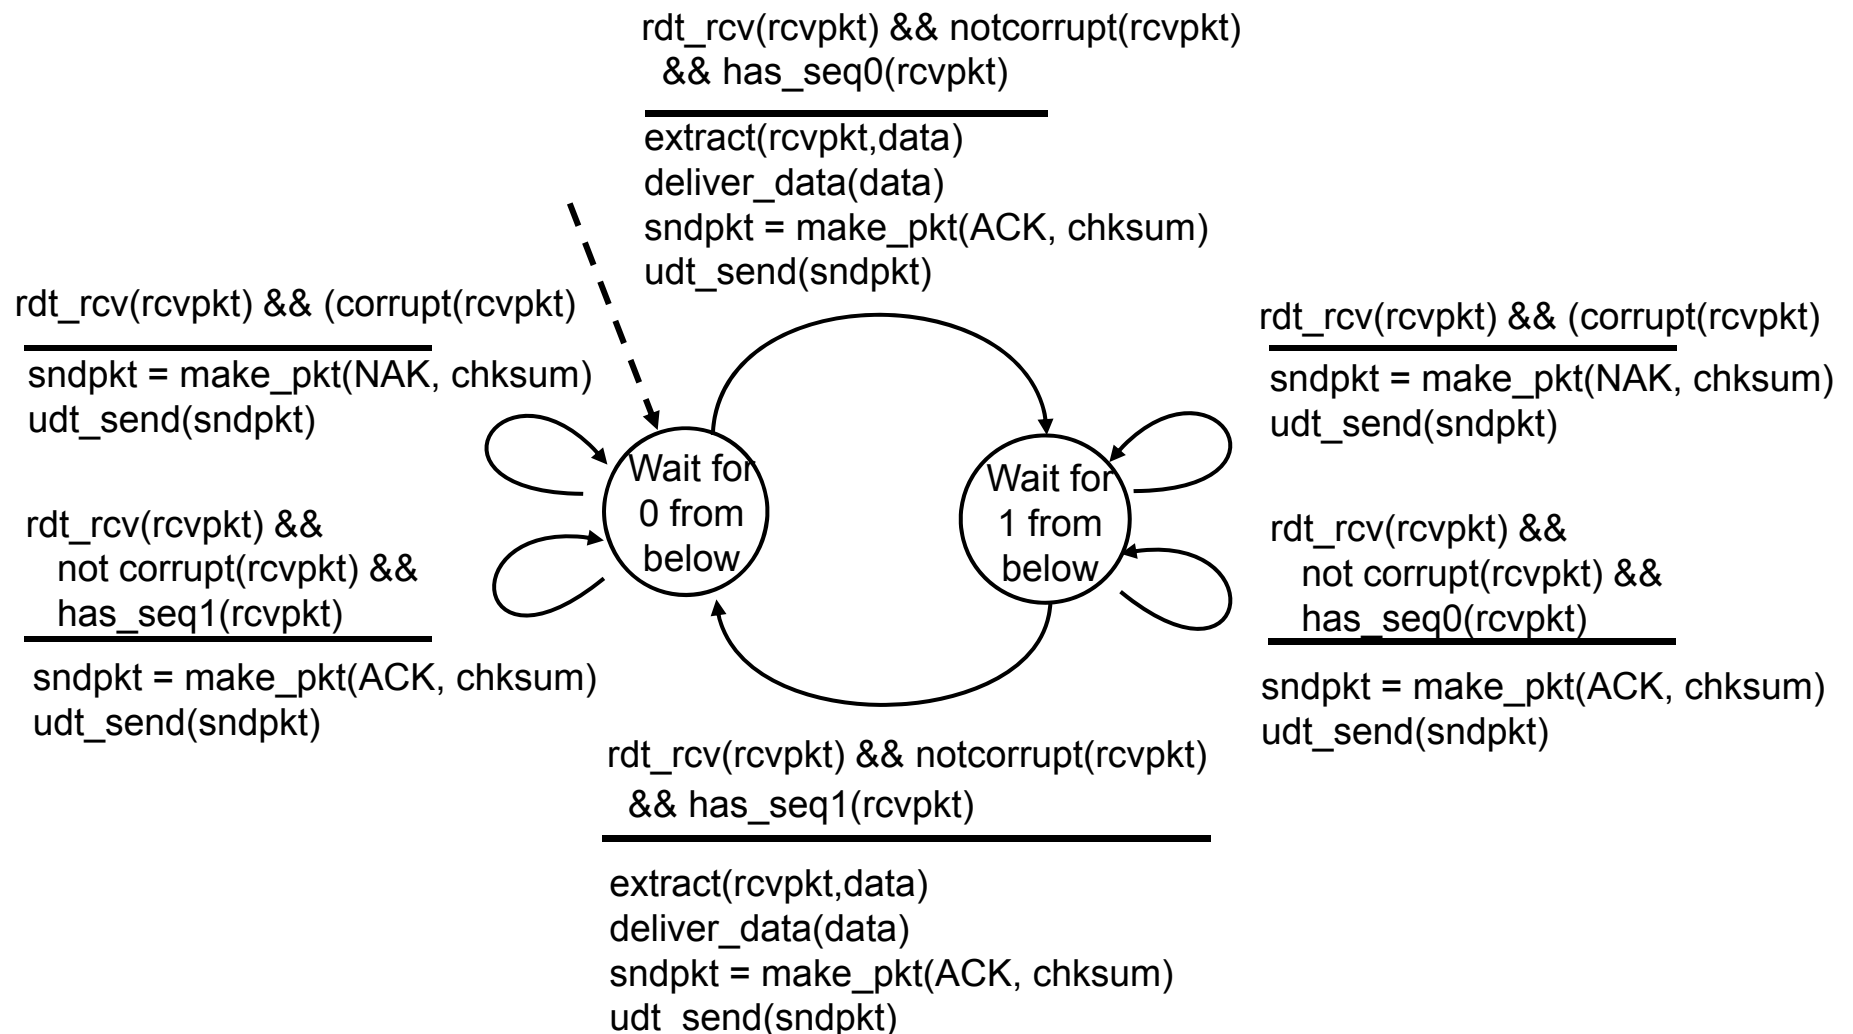 rdt_rcv(rcvpkt) && notcorrupt(rcvpkt)
&& has_seq0(rcvpkt)
extract(rcvpkt,data)
deliver_data(data)
sndpkt = make_pkt(ACK, chksum)
udt_send(sndpkt)
rdt_rcv(rcvpkt) && (corrupt(rcvpkt)
sndpkt = make_pkt(NAK, chksum)
udt_send(sndpkt)
rdt_rcv(rcvpkt) &&
not corrupt(rcvpkt) &&
has_seq1(rcvpkt)
sndpkt = make_pkt(ACK, chksum)
udt_send(sndpkt)
Wait for
0 from
below
Wait for
1 from
below
rdt_rcv(rcvpkt) && (corrupt(rcvpkt)
sndpkt = make_pkt(NAK, chksum)
udt_send(sndpkt)
rdt_rcv(rcvpkt) &&
not corrupt(rcvpkt) &&
has_seq0(rcvpkt)
sndpkt = make_pkt(ACK, chksum)
udt_send(sndpkt)
rdt_rcv(rcvpkt) && notcorrupt(rcvpkt)
&& has_seq1(rcvpkt)
extract(rcvpkt,data)
deliver_data(data)
sndpkt = make_pkt(ACK, chksum)
udt_send(sndpkt)